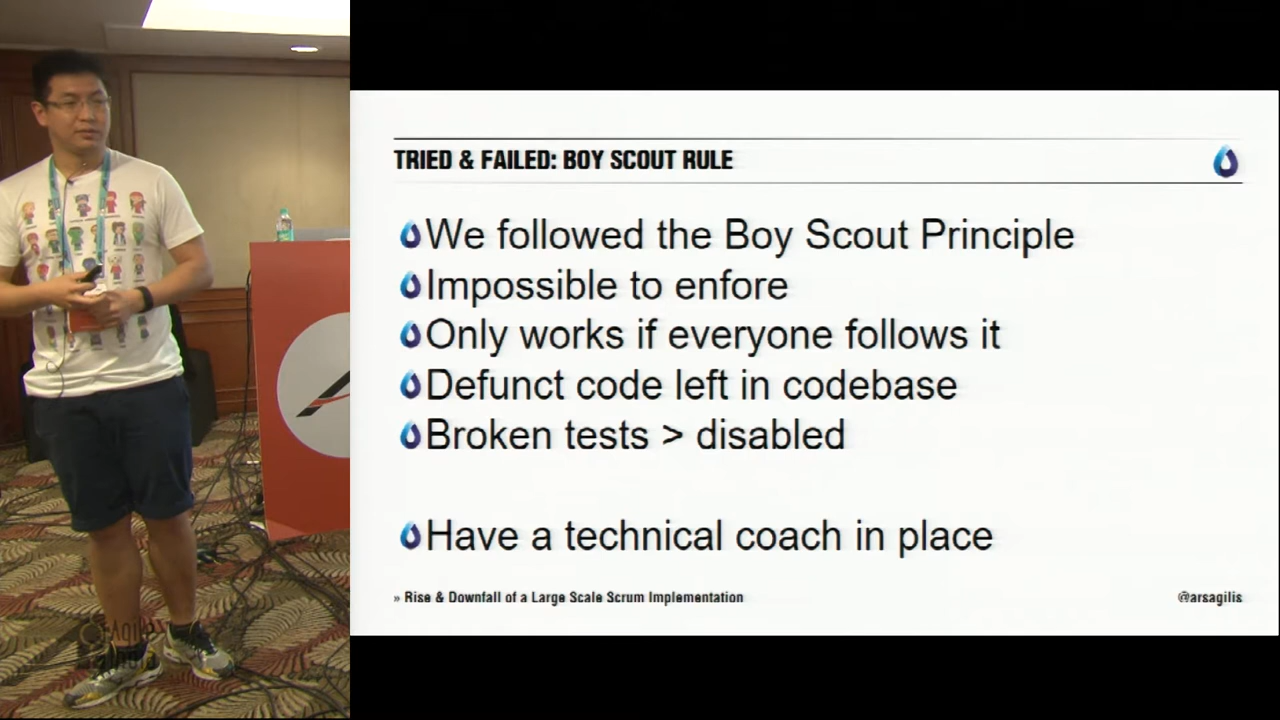 TRIED & FAILED: BOY SCOUT RULE
We followed the Boy Scout Principle
Impossible to enfore
Only works if everyone follows it
Defunct code left in codebase
Broken tests > disabled
Have a technical coach in place
» Rise & Downfall of a Large Scale Scrum Implementation
@arsagilis
Agile
India